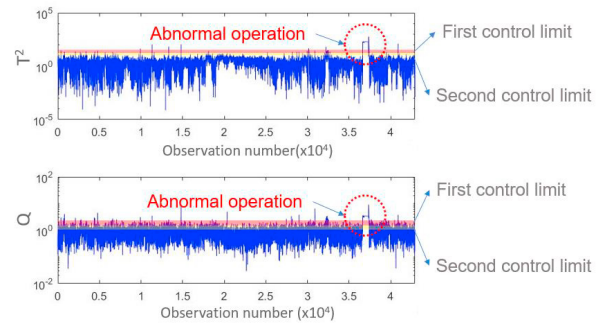 Abnormal operation
First control limit
Second control limit
10⁵
10⁰
10⁻⁵
T²
0 0.5 1 1.5 2 2.5 3 3.5 4
Observation number(x10⁴)
Abnormal operation
First control limit
Second control limit
10²
10⁰
10⁻²
Q
0 0.5 1 1.5 2 2.5 3 3.5 4
Observation number (x10⁴)